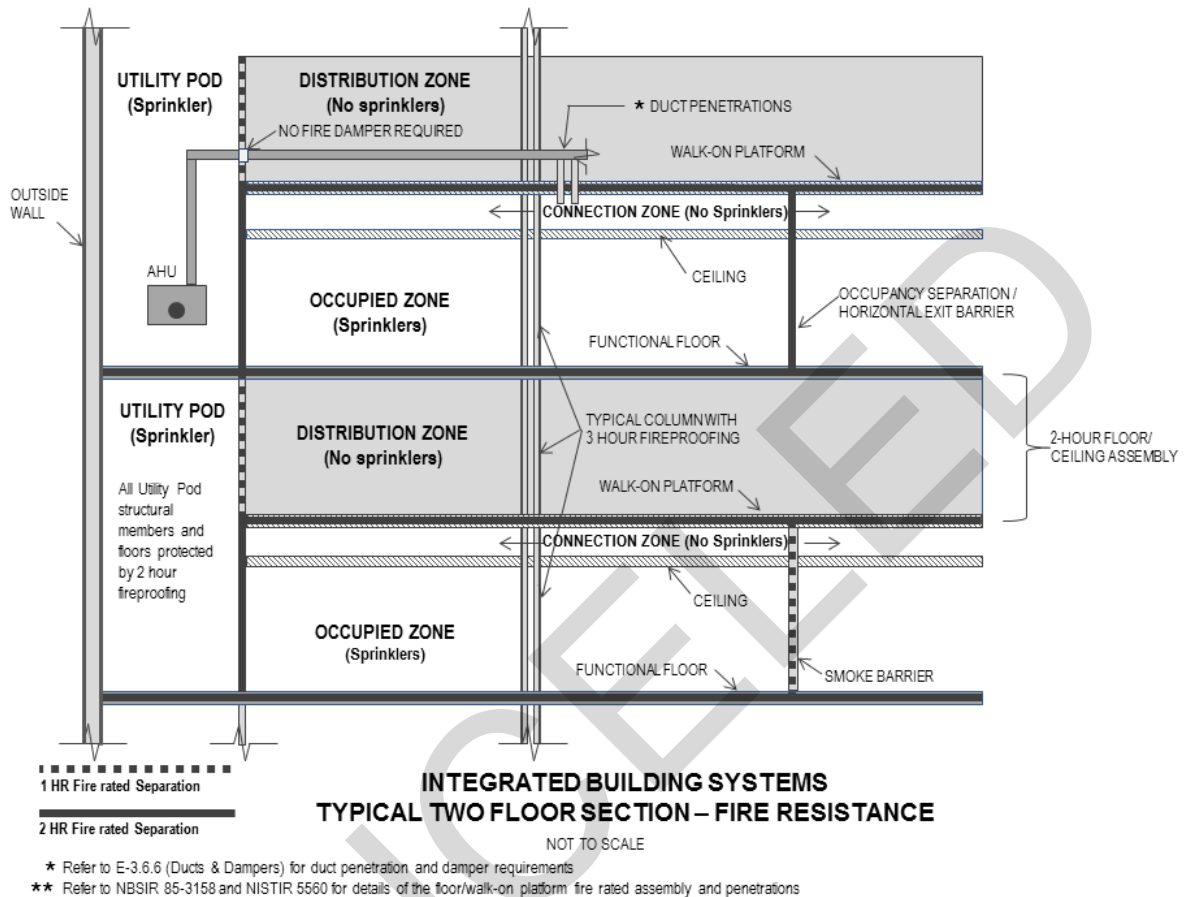 UTILITY POD
(Sprinkler)
DISTRIBUTION ZONE
(No sprinklers)
* DUCT PENETRATIONS
NO FIRE DAMPER REQUIRED
WALK-ON PLATFORM
OUTSIDE
WALL
CONNECTION ZONE (No Sprinklers)
CEILING
AHU
OCCUPIED ZONE
(Sprinklers)
OCCUPANCY SEPARATION /
HORIZONTAL EXIT BARRIER
FUNCTIONAL FLOOR
UTILITY POD
(Sprinkler)
DISTRIBUTION ZONE
(No sprinklers)
TYPICAL COLUMN WITH
3 HOUR FIREPROOFING
2-HOUR FLOOR/
CEILING ASSEMBLY
All Utility Pod
structural
members and
floors protected
by 2 hour
fireproofing
WALK-ON PLATFORM
CONNECTION ZONE (No Sprinklers)
CEILING
OCCUPIED ZONE
(Sprinklers)
FUNCTIONAL FLOOR
SMOKE BARRIER
1 HR Fire rated Separation
2 HR Fire rated Separation
INTEGRATED BUILDING SYSTEMS
TYPICAL TWO FLOOR SECTION – FIRE RESISTANCE
NOT TO SCALE
* Refer to E-3.6.6 (Ducts & Dampers) for duct penetration and damper requirements
** Refer to NBSIR 85-3158 and NISTIR 5560 for details of the floor/walk-on platform fire rated assembly and penetrations